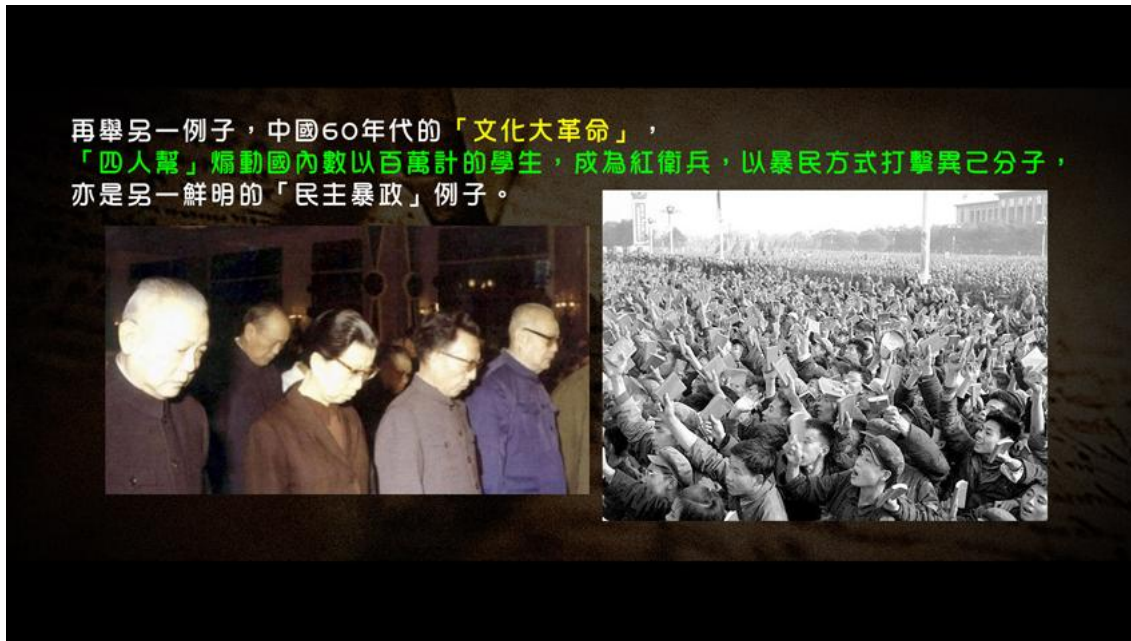 再舉另一例子，中國60年代的「文化大革命」，
「四人幫」煽動國內數以百萬計的學生，成為紅衛兵，以暴民方式打擊異己分子，
亦是另一鮮明的「民主暴政」例子。